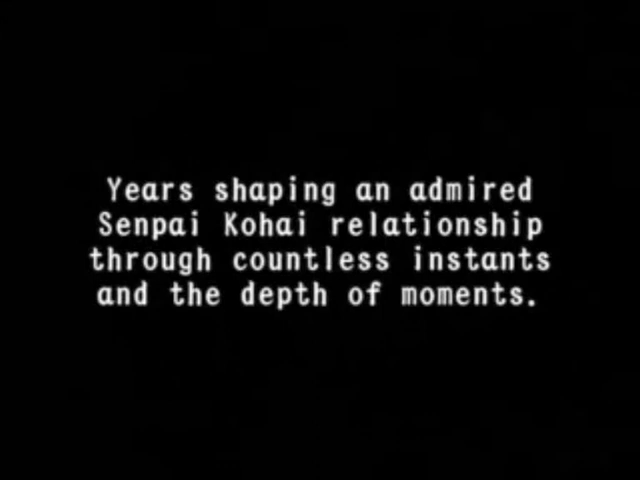 Years shaping an admired
Senpai Kohai relationship
through countless instants
and the depth of moments.